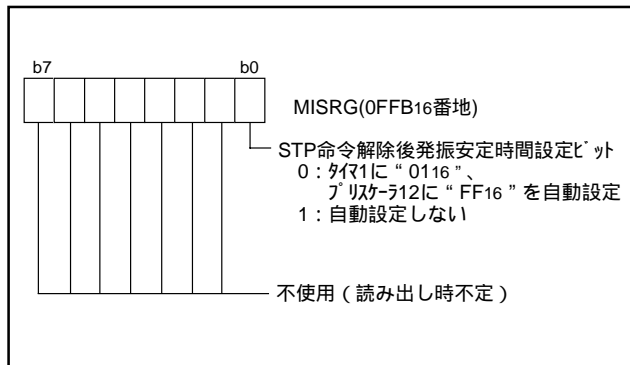 b7 b0
MISRG(0FFB16番地)
STP命令解除後発振安定時間設定ﾋﾞｯﾄ
0：ﾀｲﾏ1に“ 0116 ”、
ﾌﾟﾘｽｹｰﾗ12に“ FF16 ”を自動設定
1：自動設定しない
不使用（読み出し時不定）